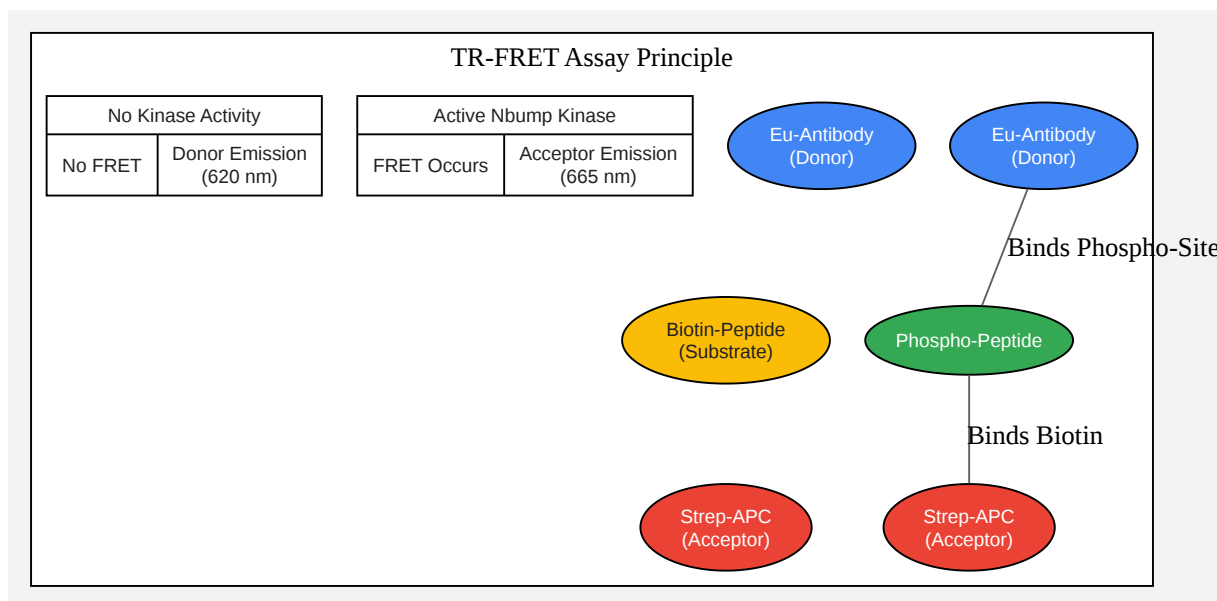 TR-FRET Assay Principle
No Kinase Activity
No FRET
Donor Emission
(620 nm)
Active Nbump Kinase
FRET Occurs
Acceptor Emission
(665 nm)
Eu-Antibody
(Donor)
Eu-Antibody
(Donor)
Binds Phospho-Site
Biotin-Peptide
(Substrate)
Phospho-Peptide
Binds Biotin
Strep-APC
(Acceptor)
Strep-APC
(Acceptor)